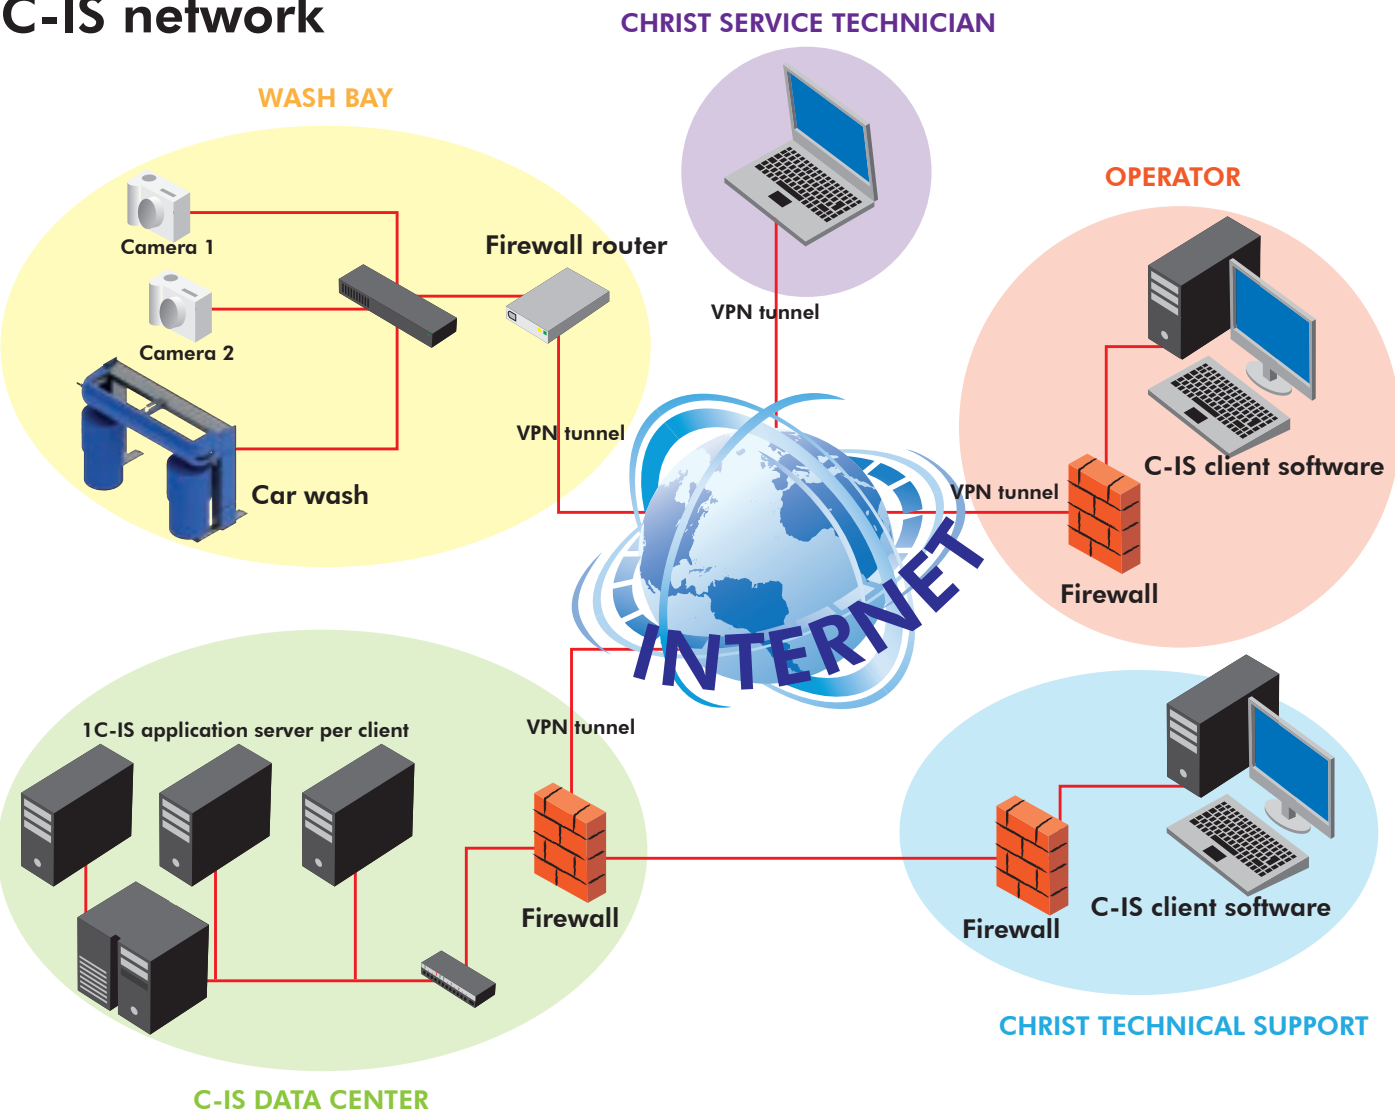 C-IS network
CHRIST SERVICE TECHNICIAN
WASH BAY
OPERATOR
Camera 1
Firewall router
VPN tunnel
Camera 2
VPN tunnel
C-IS client software
Car wash
VPN tunnel
Firewall
INTERNET
1C-IS application server per client
VPN tunnel
Firewall
C-IS client software
Firewall
CHRIST TECHNICAL SUPPORT
C-IS DATA CENTER